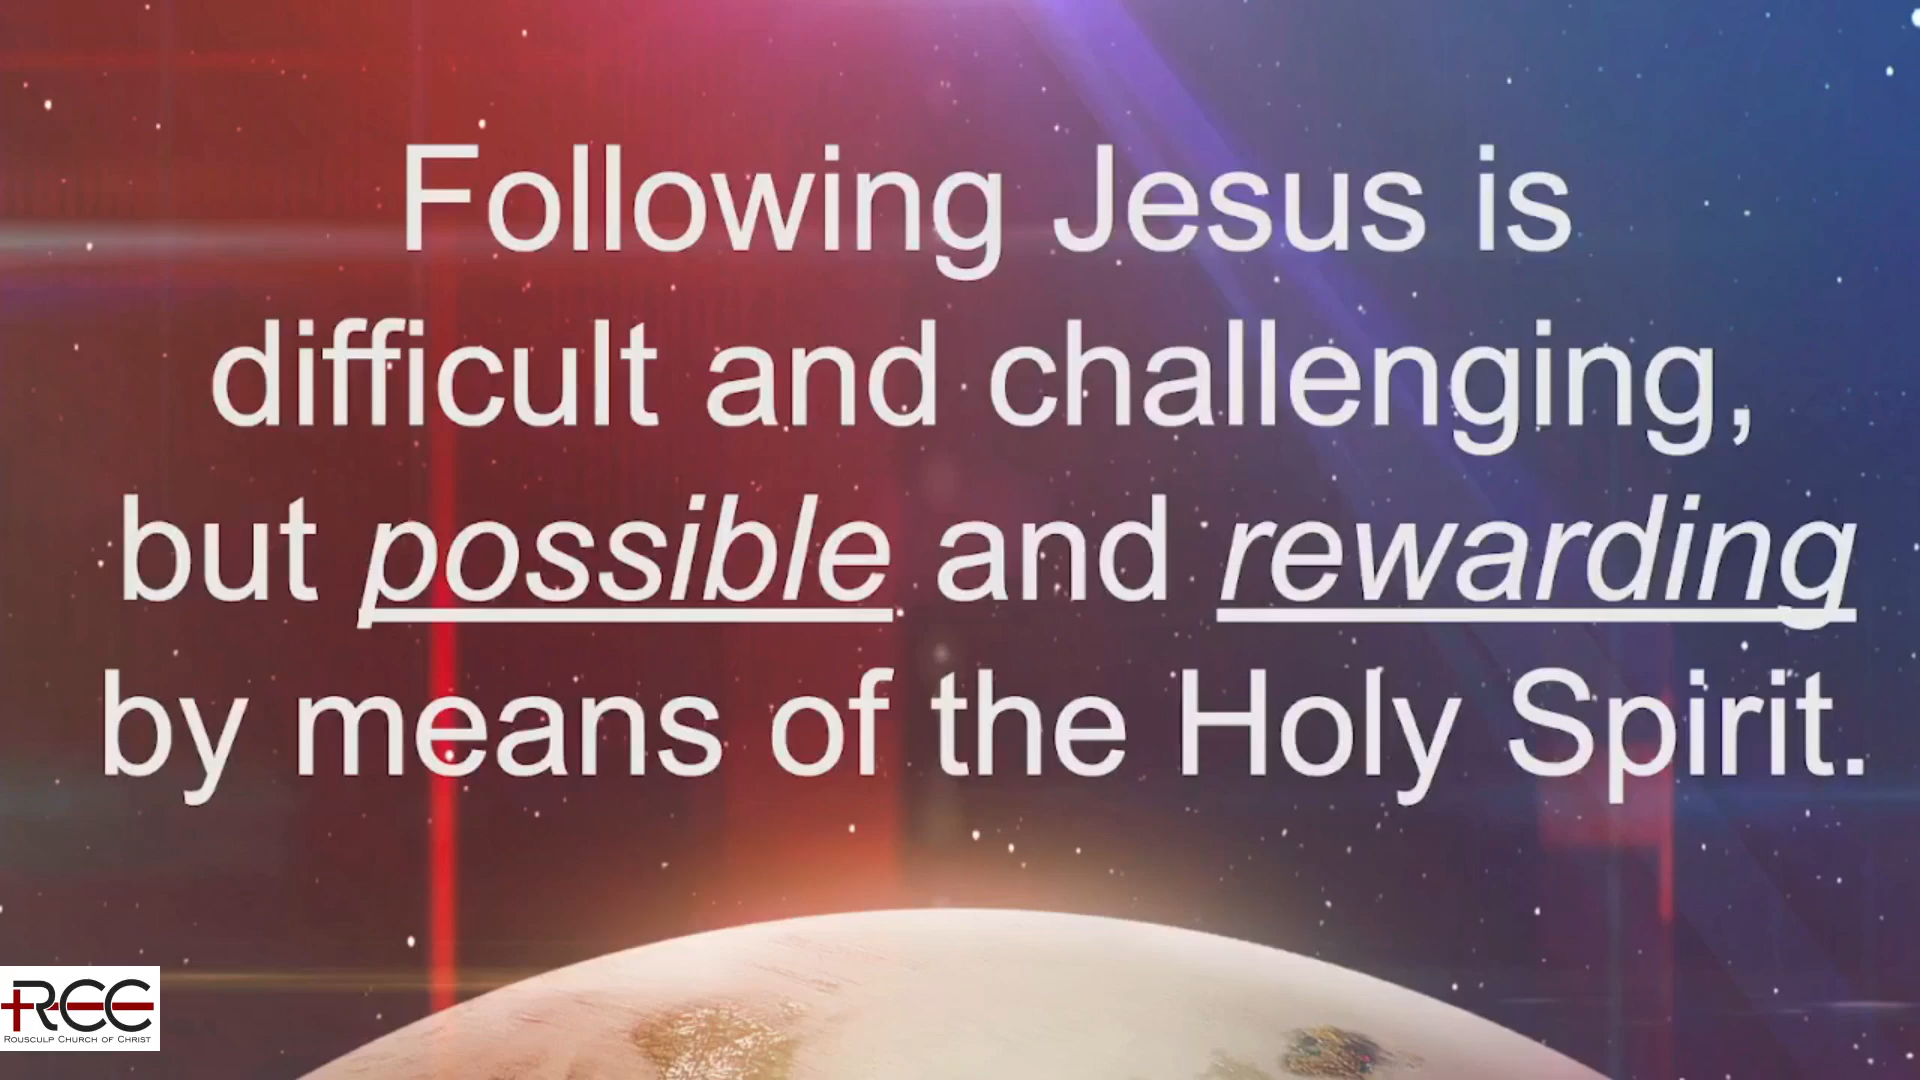 Following Jesus is
difficult and challenging,
but possible and rewarding
by means of the Holy Spirit.
RCC
Rousculp Church of Christ